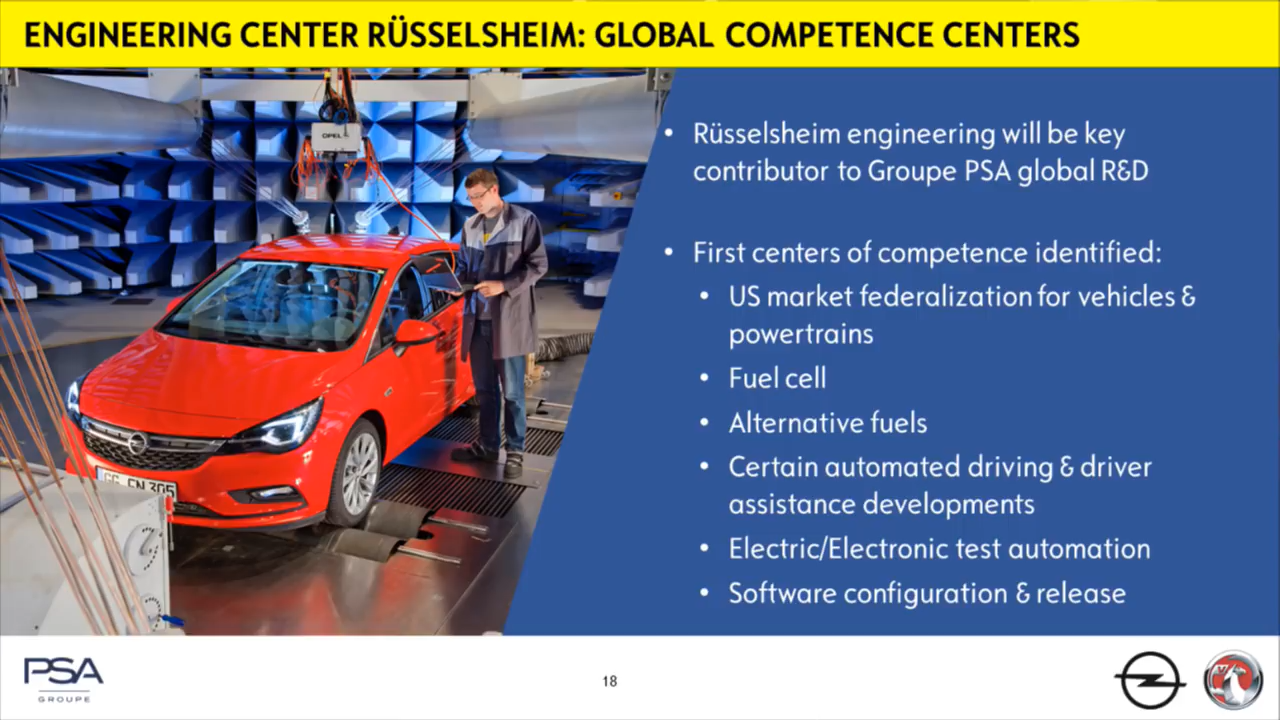 ENGINEERING CENTER RÜSSELSHEIM: GLOBAL COMPETENCE CENTERS
OPEL
• Rüsselsheim engineering will be key
contributor to Groupe PSA global R&D
• First centers of competence identified:
• US market federalization for vehicles &
powertrains
• Fuel cell
• Alternative fuels
• Certain automated driving & driver
assistance developments
• Electric/Electronic test automation
• Software configuration & release
PSA
GROUPE
18